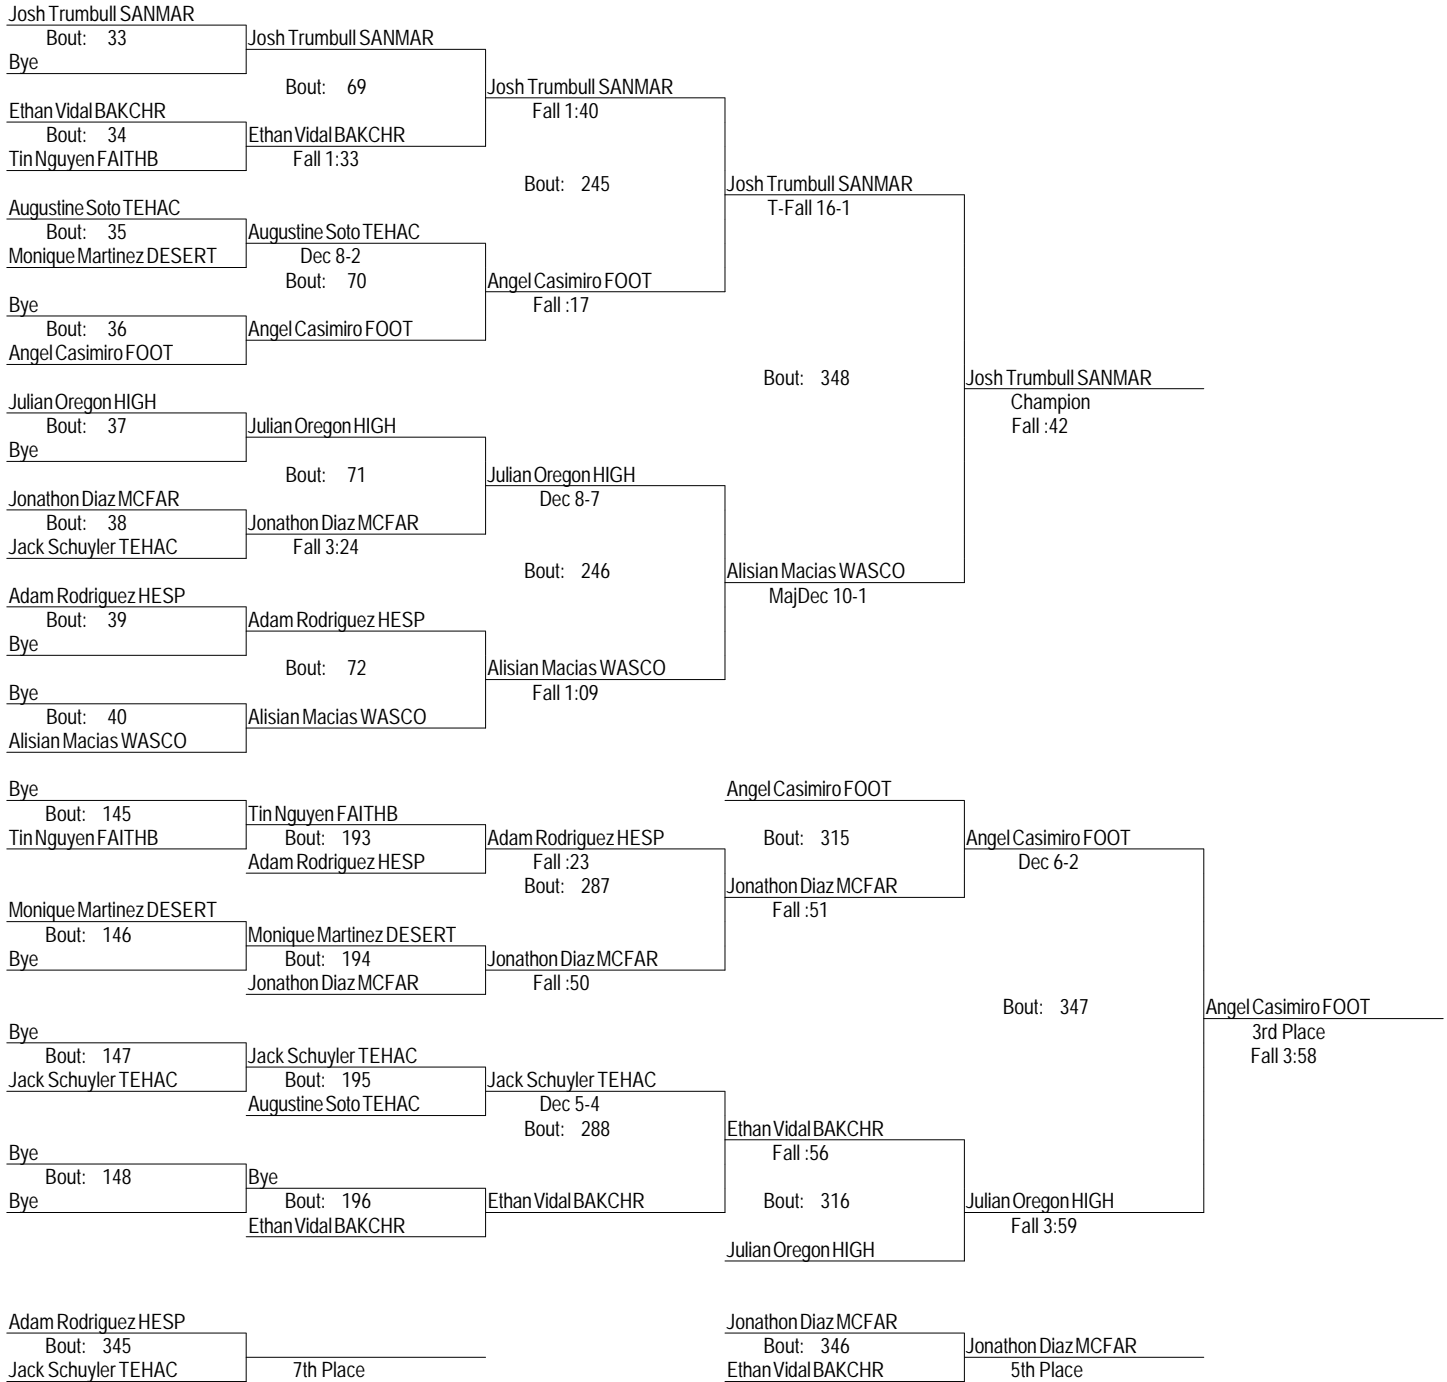 Josh Trumbull SANMAR
Bout: 33
Josh Trumbull SANMAR
Bye
Bout: 69
Josh Trumbull SANMAR
Ethan Vidal BAKCHR
Fall 1:40
Bout: 34
Ethan Vidal BAKCHR
Tin Nguyen FAITHB
Fall 1:33
Bout: 245
Josh Trumbull SANMAR
Augustine Soto TEHAC
T-Fall 16-1
Bout: 35
Augustine Soto TEHAC
Monique Martinez DESERT
Dec 8-2
Bout: 70
Angel Casimiro FOOT
Bye
Fall :17
Bout: 36
Angel Casimiro FOOT
Angel Casimiro FOOT
Bout: 348
Josh Trumbull SANMAR
Julian Oregon HIGH
Champion
Bout: 37
Julian Oregon HIGH
Fall :42
Bye
Bout: 71
Julian Oregon HIGH
Jonathon Diaz MCFAR
Dec 8-7
Bout: 38
Jonathon Diaz MCFAR
Jack Schuyler TEHAC
Fall 3:24
Bout: 246
Alisian Macias WASCO
Adam Rodriguez HESP
MajDec 10-1
Bout: 39
Adam Rodriguez HESP
Bye
Bout: 72
Alisian Macias WASCO
Bye
Fall 1:09
Bout: 40
Alisian Macias WASCO
Alisian Macias WASCO
Bye
Angel Casimiro FOOT
Bout: 145
Tin Nguyen FAITHB
Tin Nguyen FAITHB
Bout: 193
Adam Rodriguez HESP
Bout: 315
Angel Casimiro FOOT
Adam Rodriguez HESP
Fall :23
Dec 6-2
Bout: 287
Jonathon Diaz MCFAR
Monique Martinez DESERT
Fall :51
Bout: 146
Monique Martinez DESERT
Bye
Bout: 194
Jonathon Diaz MCFAR
Jonathon Diaz MCFAR
Fall :50
Bout: 347
Angel Casimiro FOOT
Bye
3rd Place
Bout: 147
Jack Schuyler TEHAC
Fall 3:58
Jack Schuyler TEHAC
Bout: 195
Jack Schuyler TEHAC
Augustine Soto TEHAC
Dec 5-4
Bout: 288
Ethan Vidal BAKCHR
Bye
Fall :56
Bout: 148
Bye
Bye
Bout: 196
Ethan Vidal BAKCHR
Bout: 316
Julian Oregon HIGH
Ethan Vidal BAKCHR
Fall 3:59
Julian Oregon HIGH
Adam Rodriguez HESP
Jonathon Diaz MCFAR
Bout: 345
Bout: 346
Jonathon Diaz MCFAR
Jack Schuyler TEHAC
7th Place
Ethan Vidal BAKCHR
5th Place